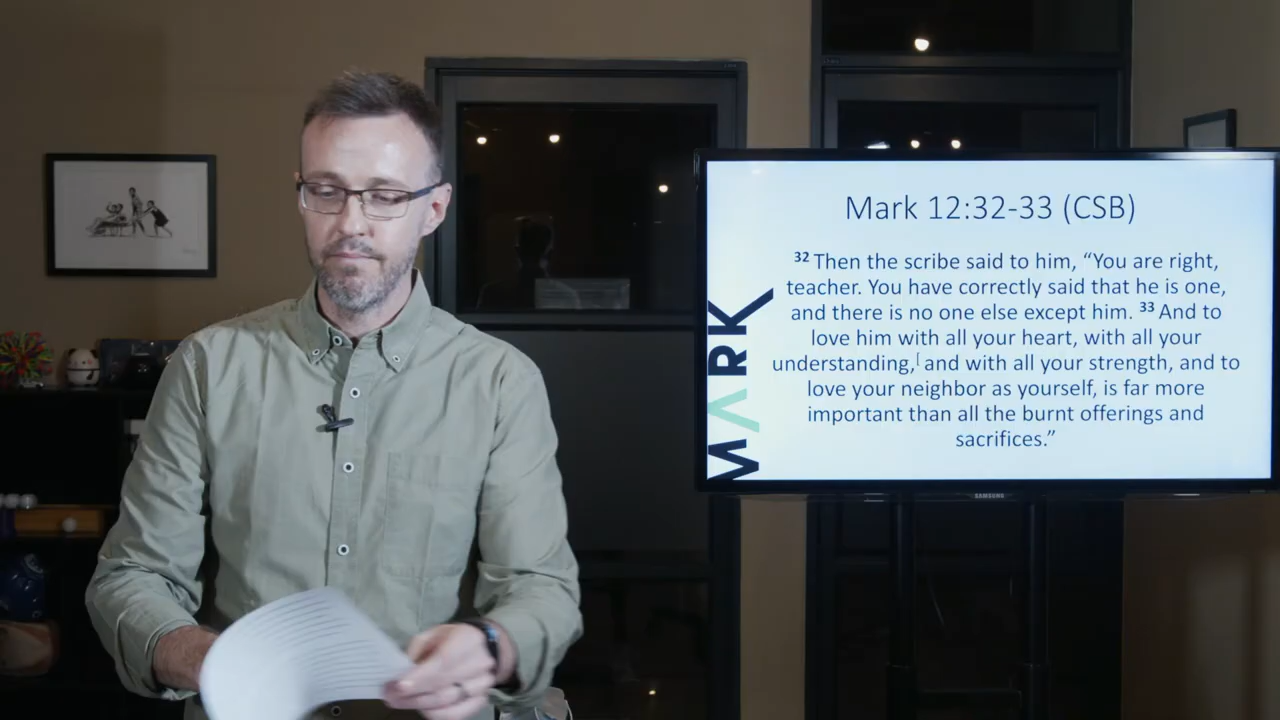 Mark 12:32-33 (CSB)
³² Then the scribe said to him, “You are right,
teacher. You have correctly said that he is one,
and there is no one else except him. ³³ And to
love him with all your heart, with all your
understanding,[ and with all your strength, and to
love your neighbor as yourself, is far more
important than all the burnt offerings and
sacrifices.”
MARK
SAMSUNG